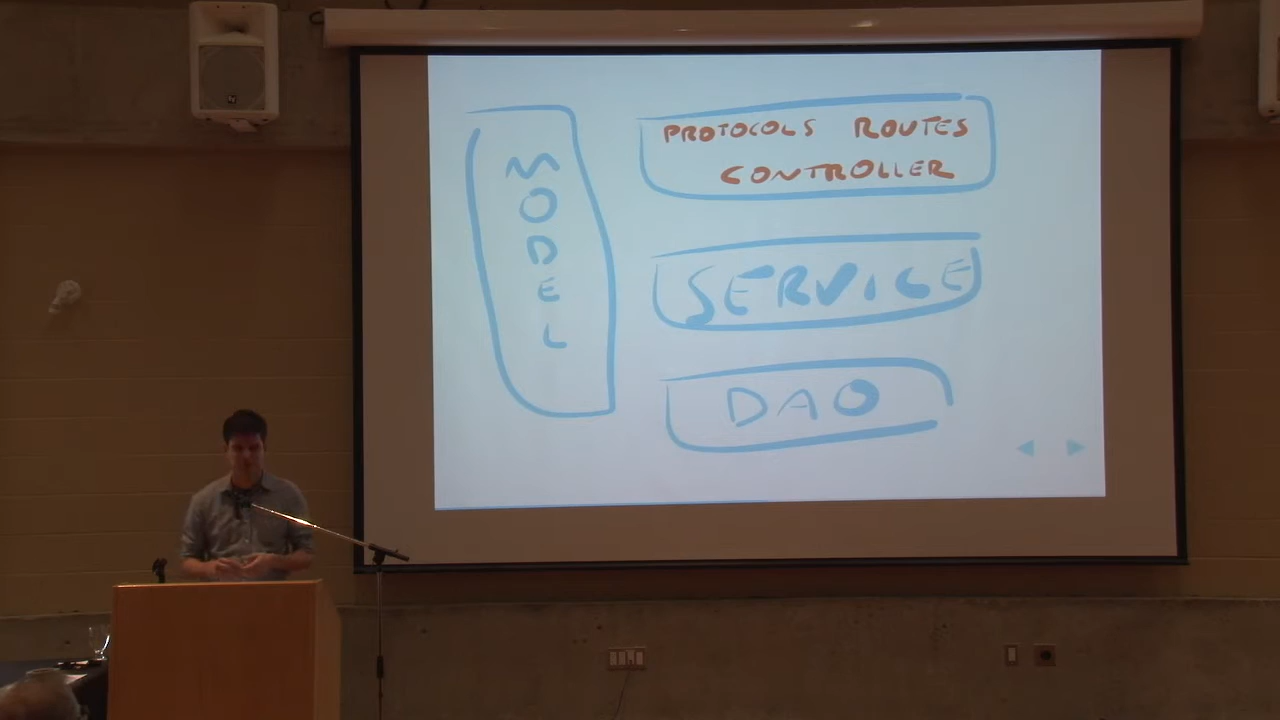 MODEL
PROTOCOLS ROUTES
CONTROLLER
SERVICE
DAO